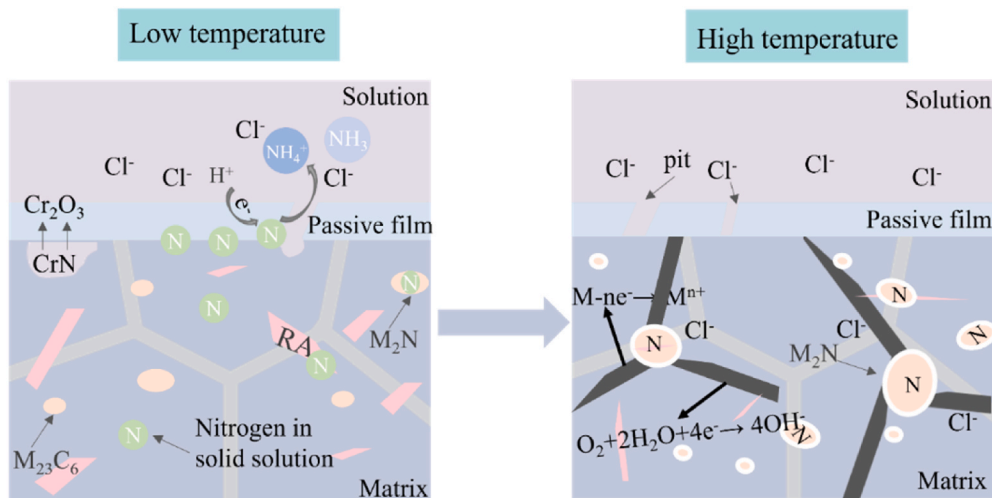 Low temperature
High temperature
Solution
Cl⁻
NH₄⁺
NH₃
Cl⁻
Cl⁻
H⁺
Cl⁻
e⁻
Cr₂O₃
N
N
N
Passive film
CrN
N
N
M₂N
RA
N
N
Nitrogen in
solid solution
M₂₃C₆
Matrix
Solution
Cl⁻
pit
Cl⁻
Cl⁻
Cl⁻
Passive film
M-ne⁻→Mⁿ⁺
N
Cl⁻
N
Cl⁻
N
M₂N
N
Cl⁻
O₂+2H₂O+4e⁻→ 4OH⁻
N
Matrix